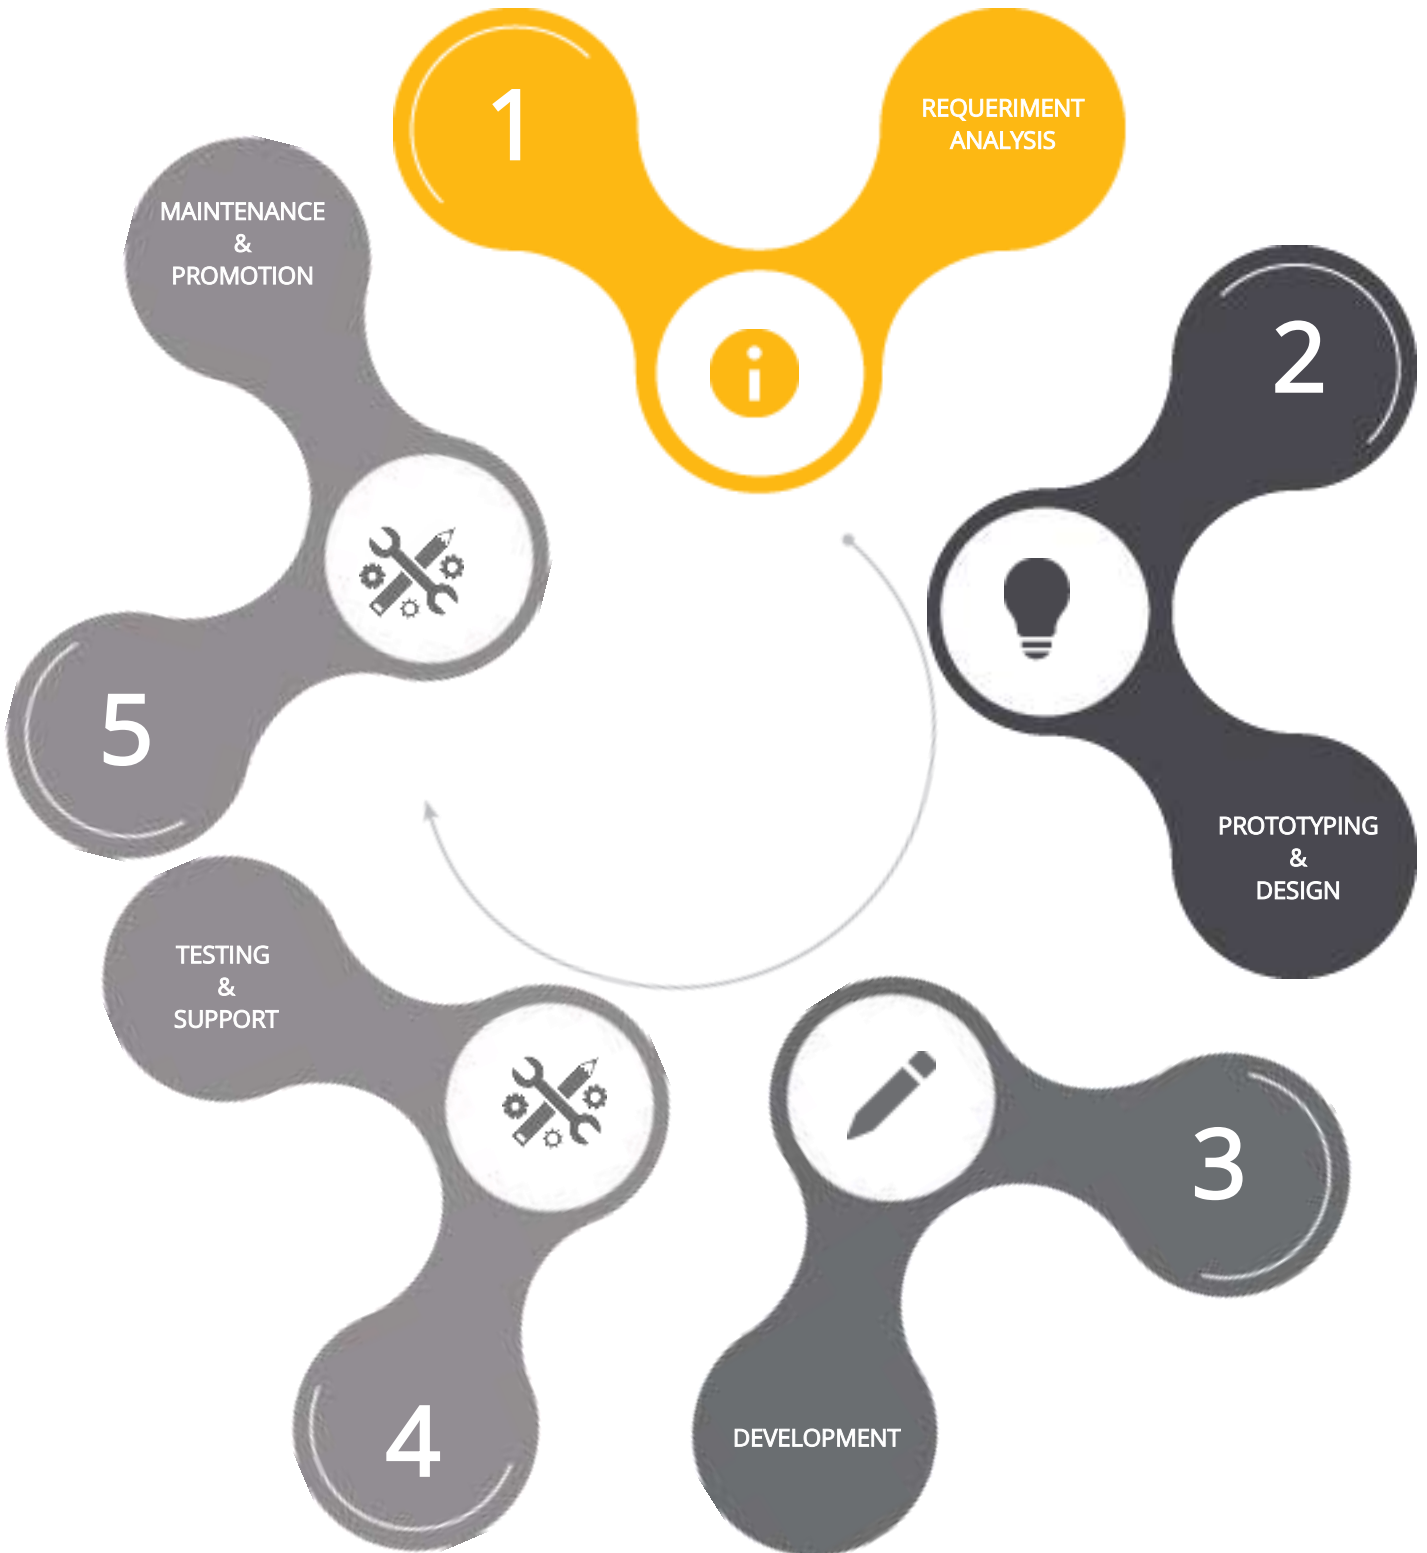 1
REQUERIMENT
ANALYSIS
2
PROTOTYPING
&
DESIGN
3
DEVELOPMENT
4
TESTING
&
SUPPORT
5
MAINTENANCE
&
PROMOTION